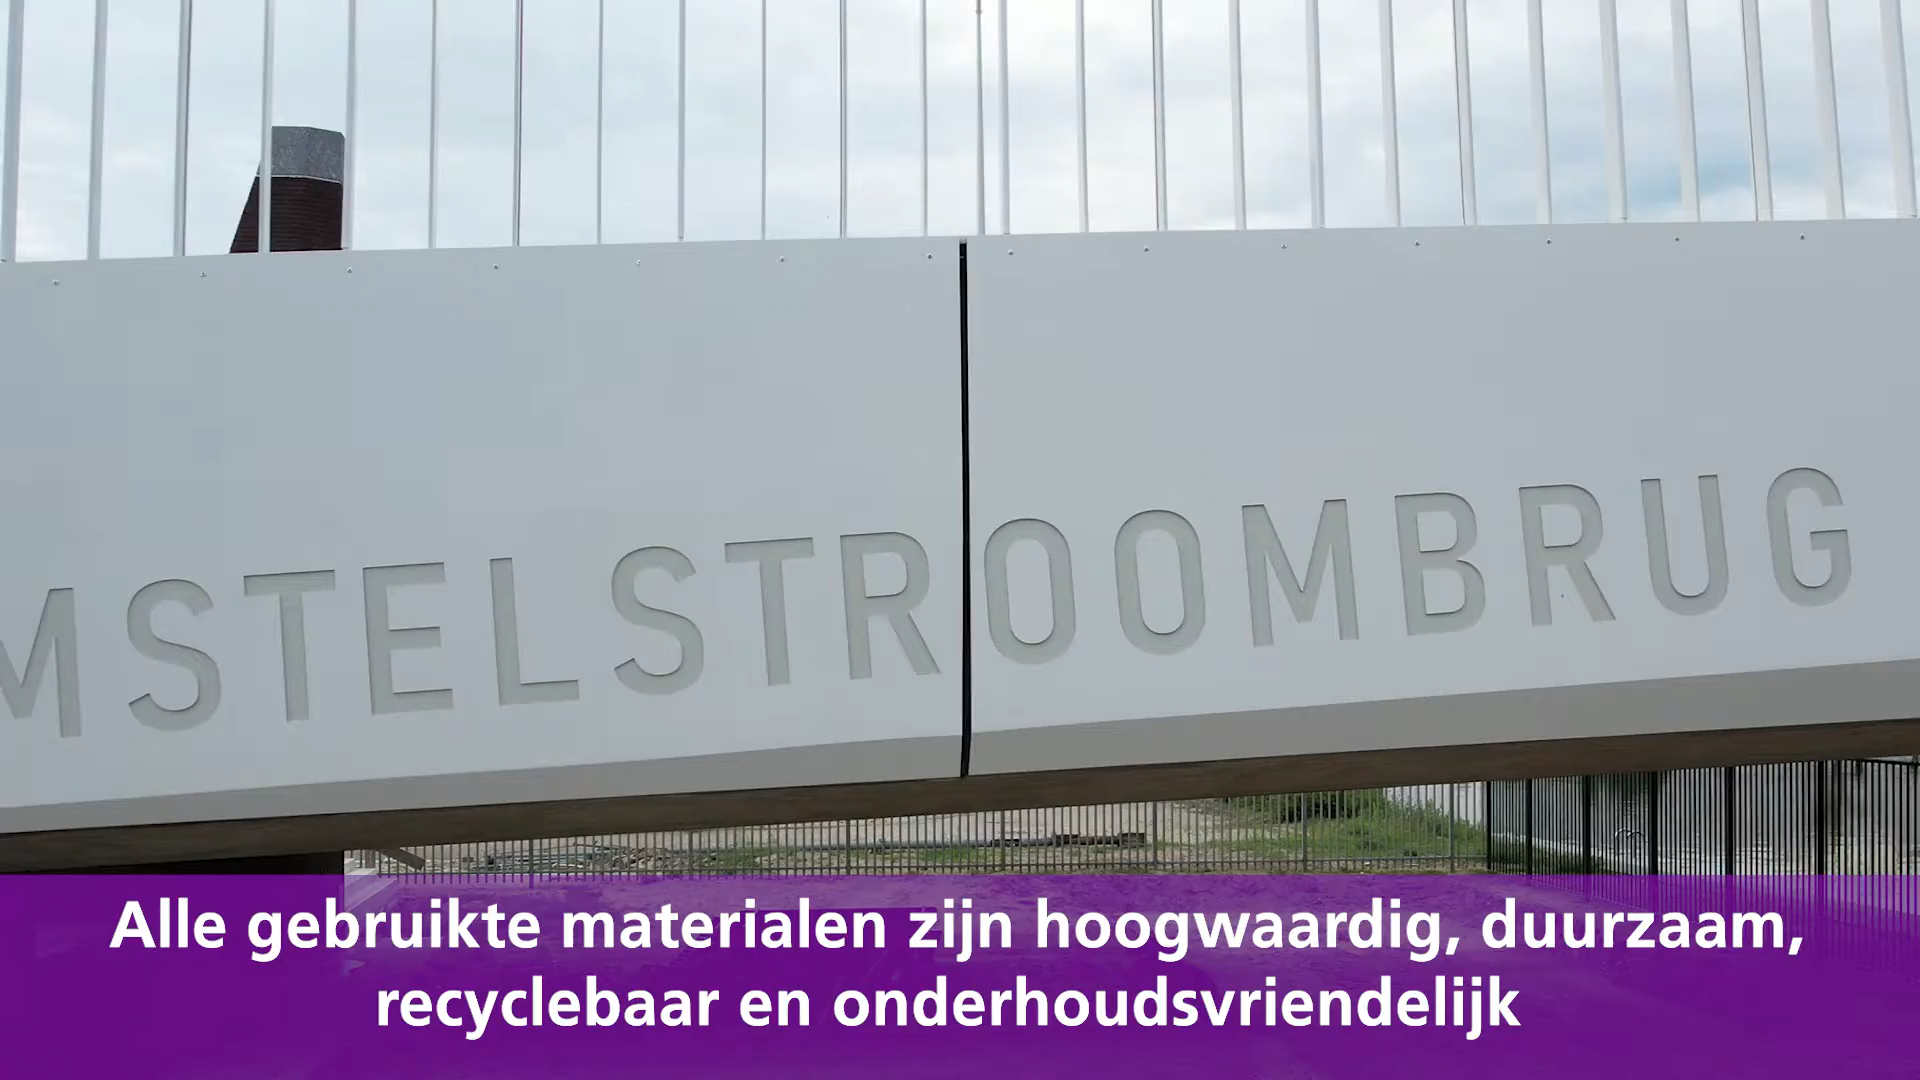 MSTELSTROOMBRUG
Alle gebruikte materialen zijn hoogwaardig, duurzaam,
recyclebaar en onderhoudsvriendelijk